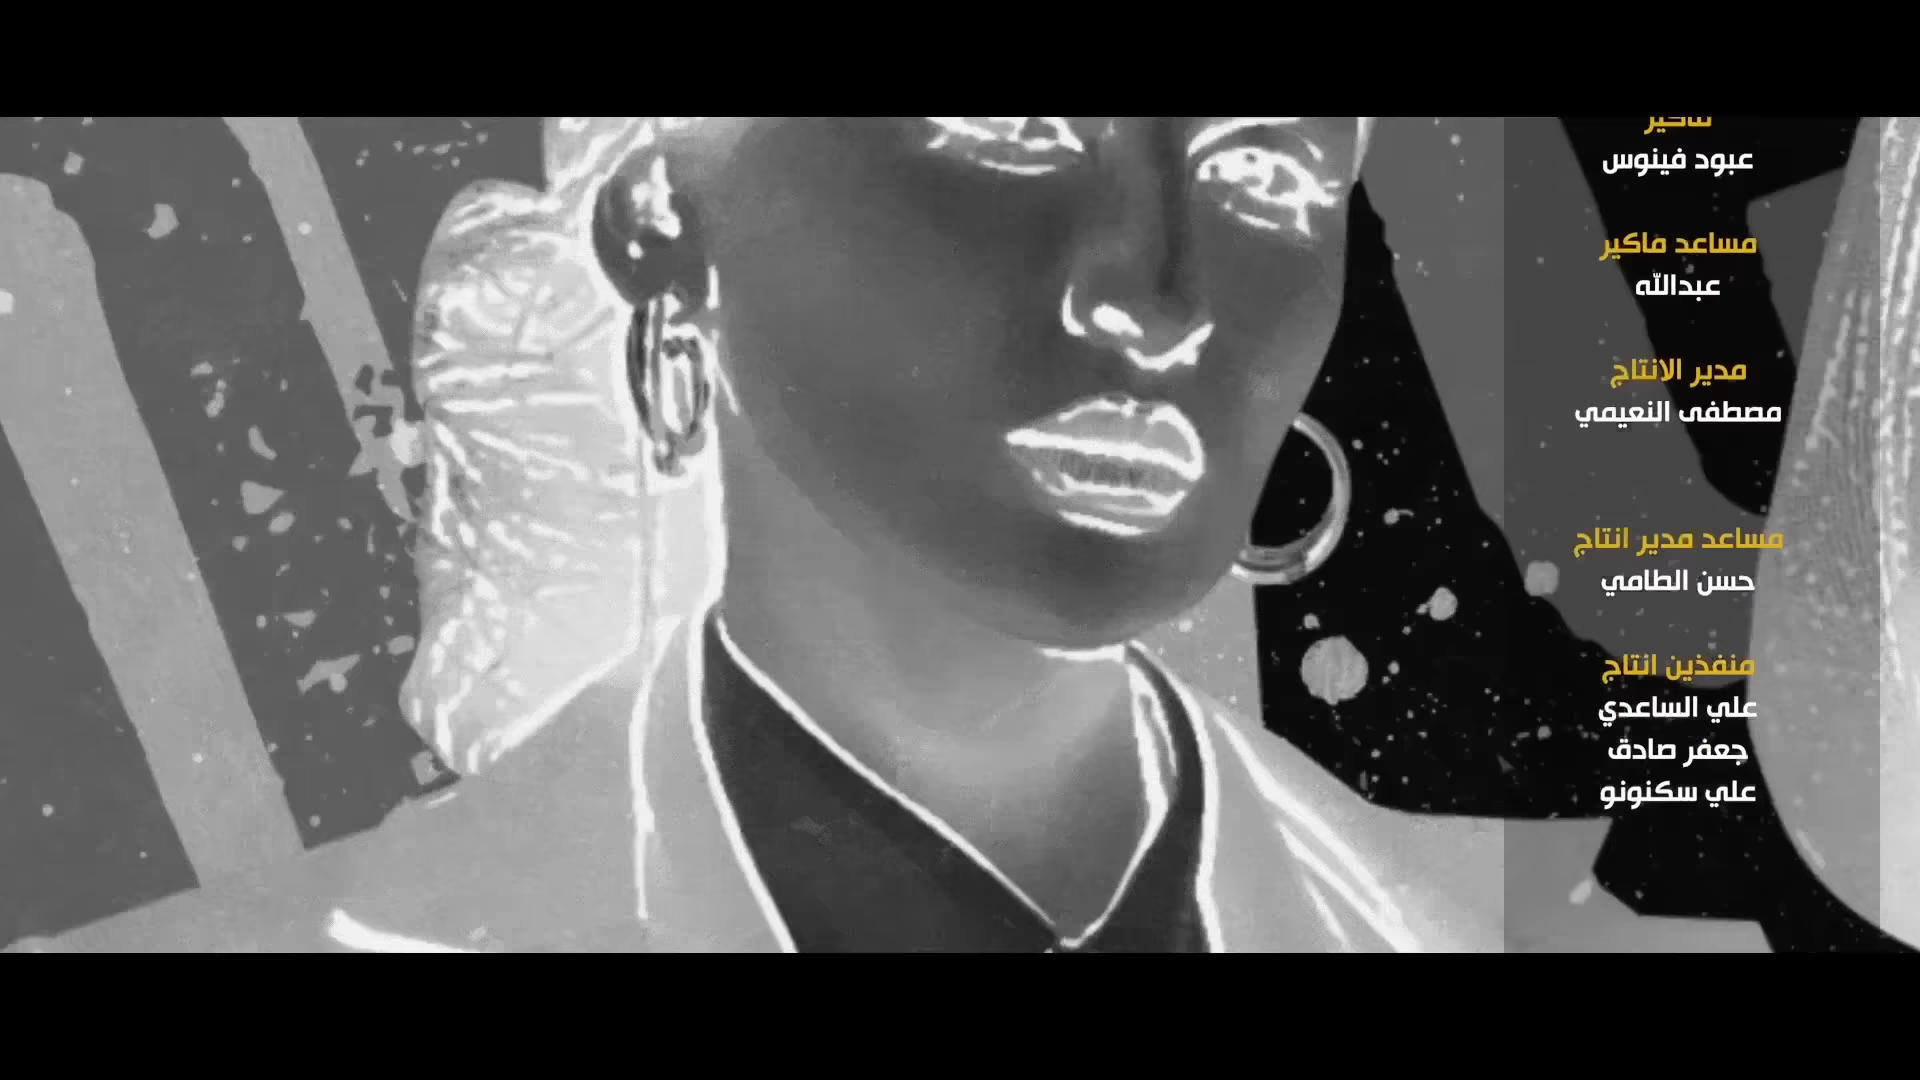 ماكير
عبود فينوس
مساعد ماكير
عبدالله
مدير الانتاج
مصطفى النعيمي
مساعد مدير انتاج
حسن الطامي
منفذين انتاج
علي الساعدي
جعفر صادق
علي سكنونو